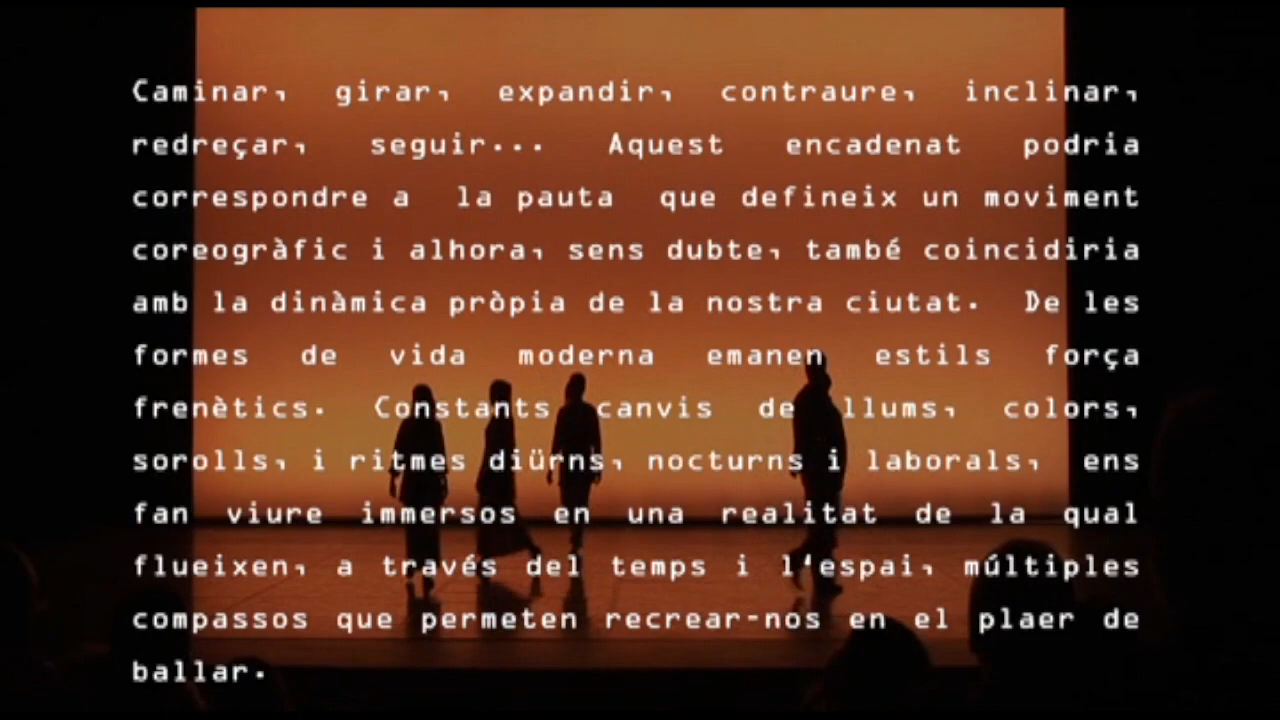 Caminar, girar, expandir, contraure, inclinar,
redreçar, seguir... Aquest encadenat podria
correspondre a la pauta que defineix un moviment
coreogràfic i alhora, sens dubte, també coincidiria
amb la dinàmica pròpia de la nostra ciutat. De les
formes de vida moderna emanen estils força
frenètics. Constants canvis de llums, colors,
sorolls, i ritmes diürns, nocturns i laborals, ens
fan viure immersos en una realitat de la qual
flueixen, a través del temps i l'espai, múltiples
compassos que permeten recrear-nos en el plaer de
ballar.